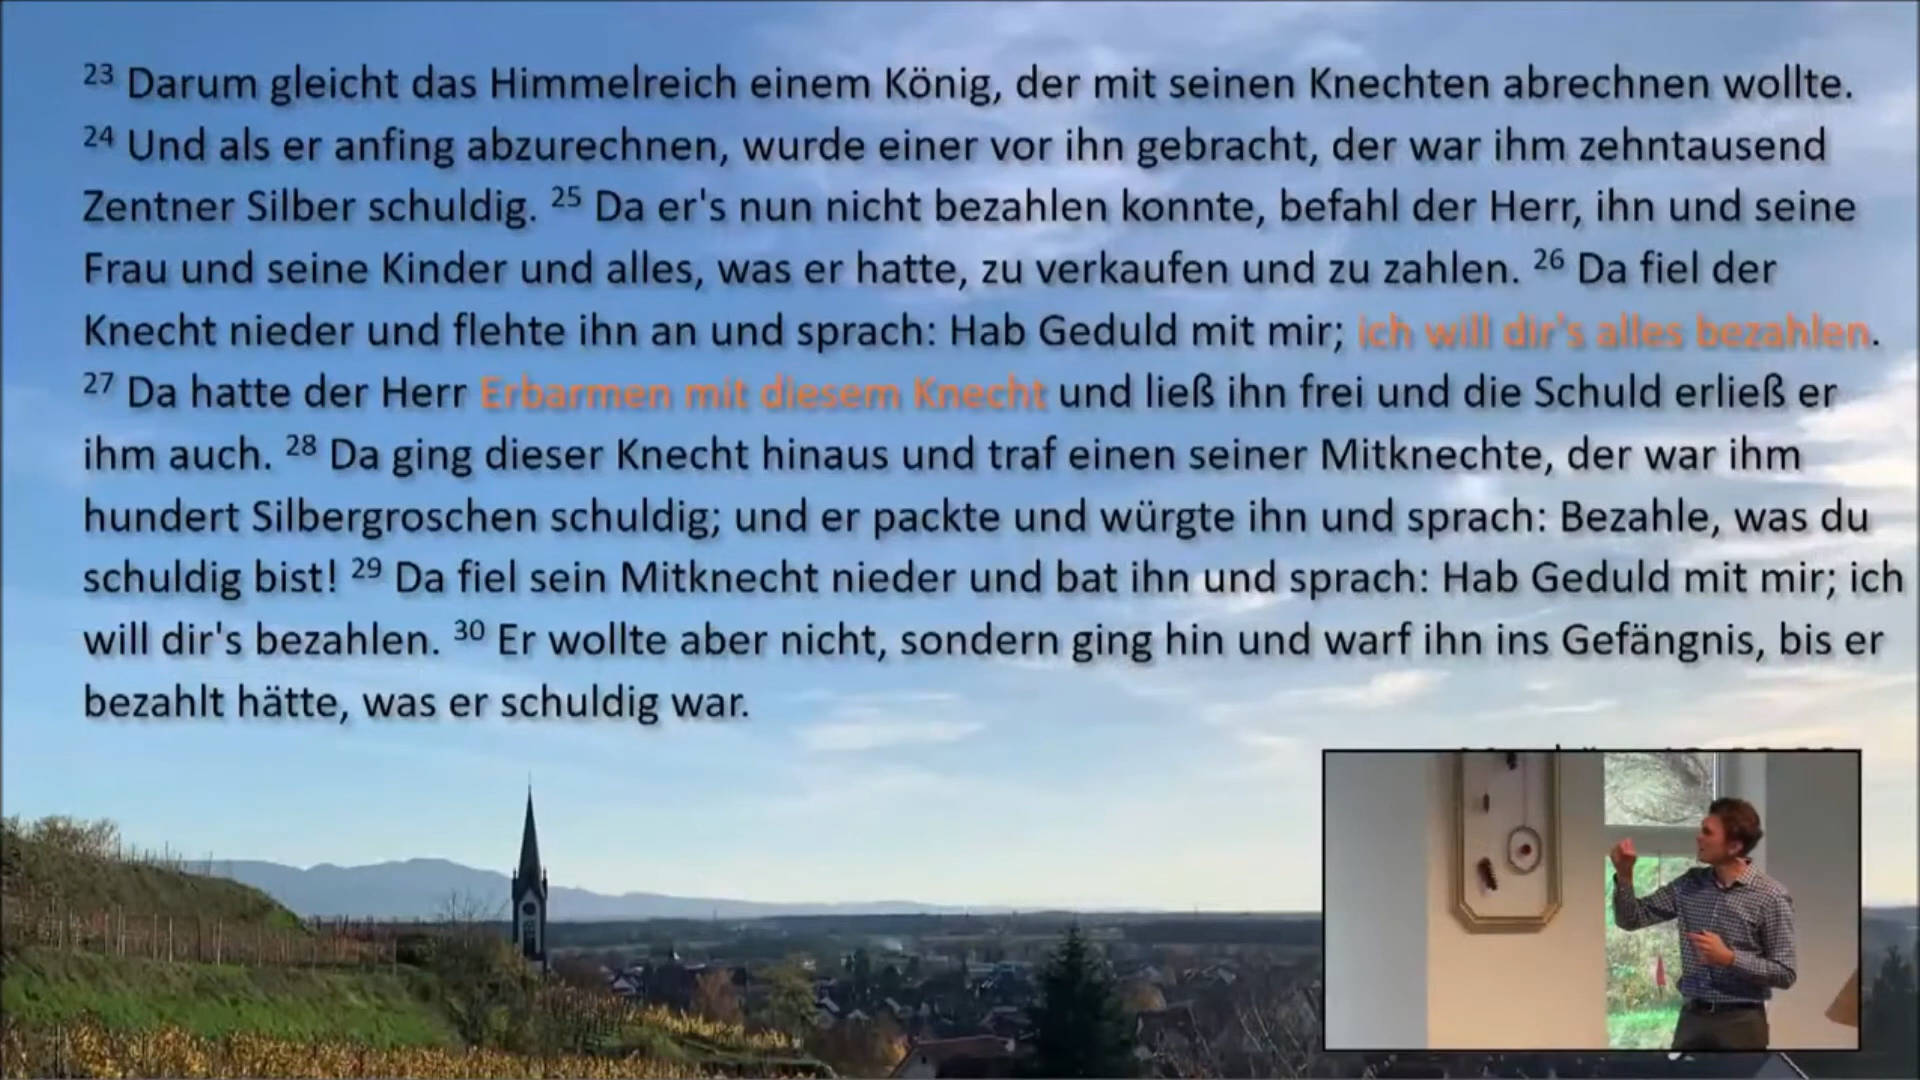 23 Darum gleicht das Himmelreich einem König, der mit seinen Knechten abrechnen wollte.
24 Und als er anfing abzurechnen, wurde einer vor ihn gebracht, der war ihm zehntausend
Zentner Silber schuldig. 25 Da er's nun nicht bezahlen konnte, befahl der Herr, ihn und seine
Frau und seine Kinder und alles, was er hatte, zu verkaufen und zu zahlen. 26 Da fiel der
Knecht nieder und flehte ihn an und sprach: Hab Geduld mit mir; ich will dir's alles bezahlen.
27 Da hatte der Herr Erbarmen mit diesem Knecht und ließ ihn frei und die Schuld erließ er
ihm auch. 28 Da ging dieser Knecht hinaus und traf einen seiner Mitknechte, der war ihm
hundert Silbergroschen schuldig; und er packte und würgte ihn und sprach: Bezahle, was du
schuldig bist! 29 Da fiel sein Mitknecht nieder und bat ihn und sprach: Hab Geduld mit mir; ich
will dir's bezahlen. 30 Er wollte aber nicht, sondern ging hin und warf ihn ins Gefängnis, bis er
bezahlt hätte, was er schuldig war.